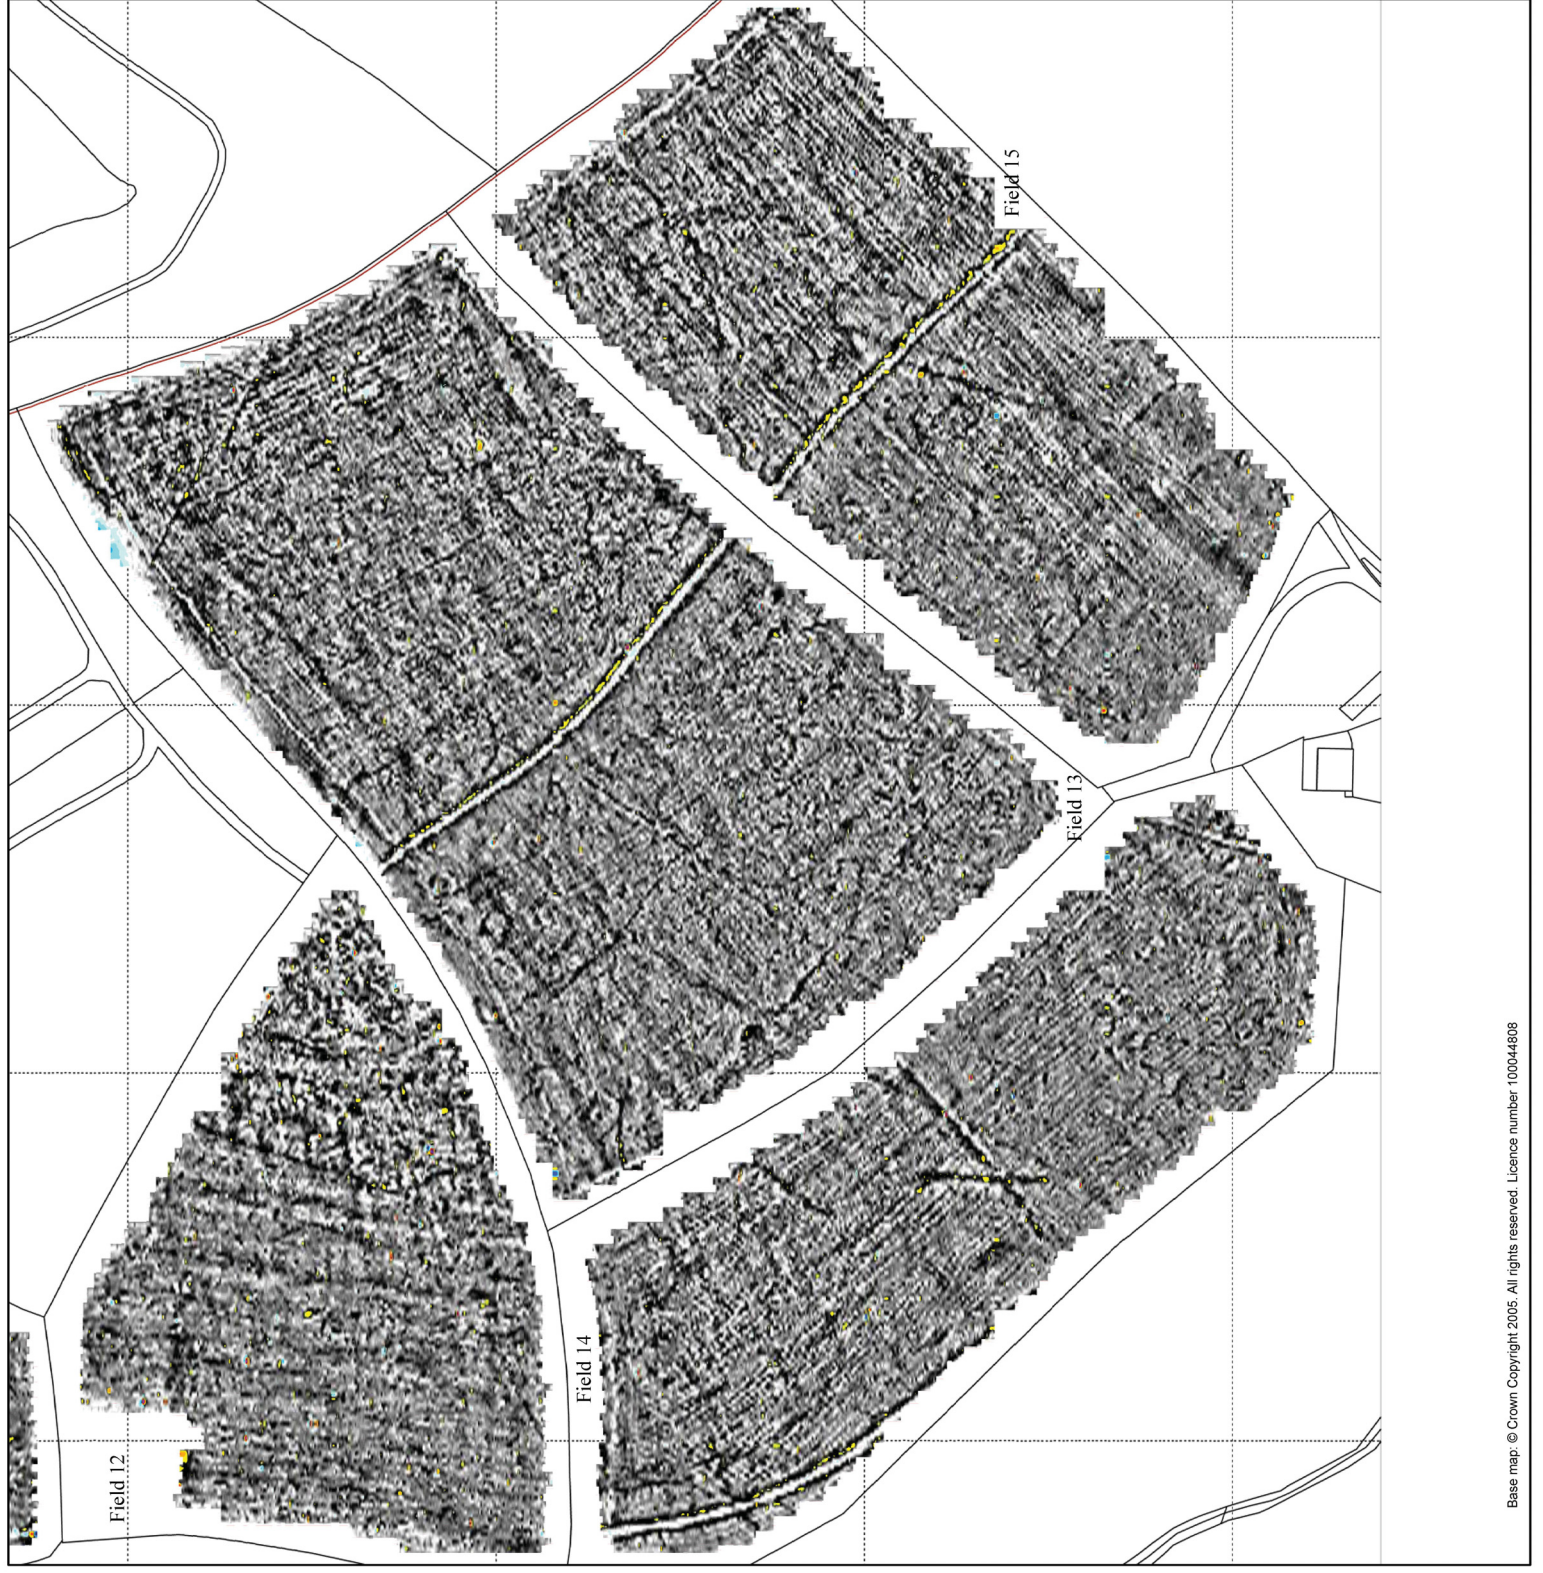 Field 12
Field 14
Field 13
Field 15
Base map: © Crown Copyright 2005. All rights reserved. Licence number 100044808